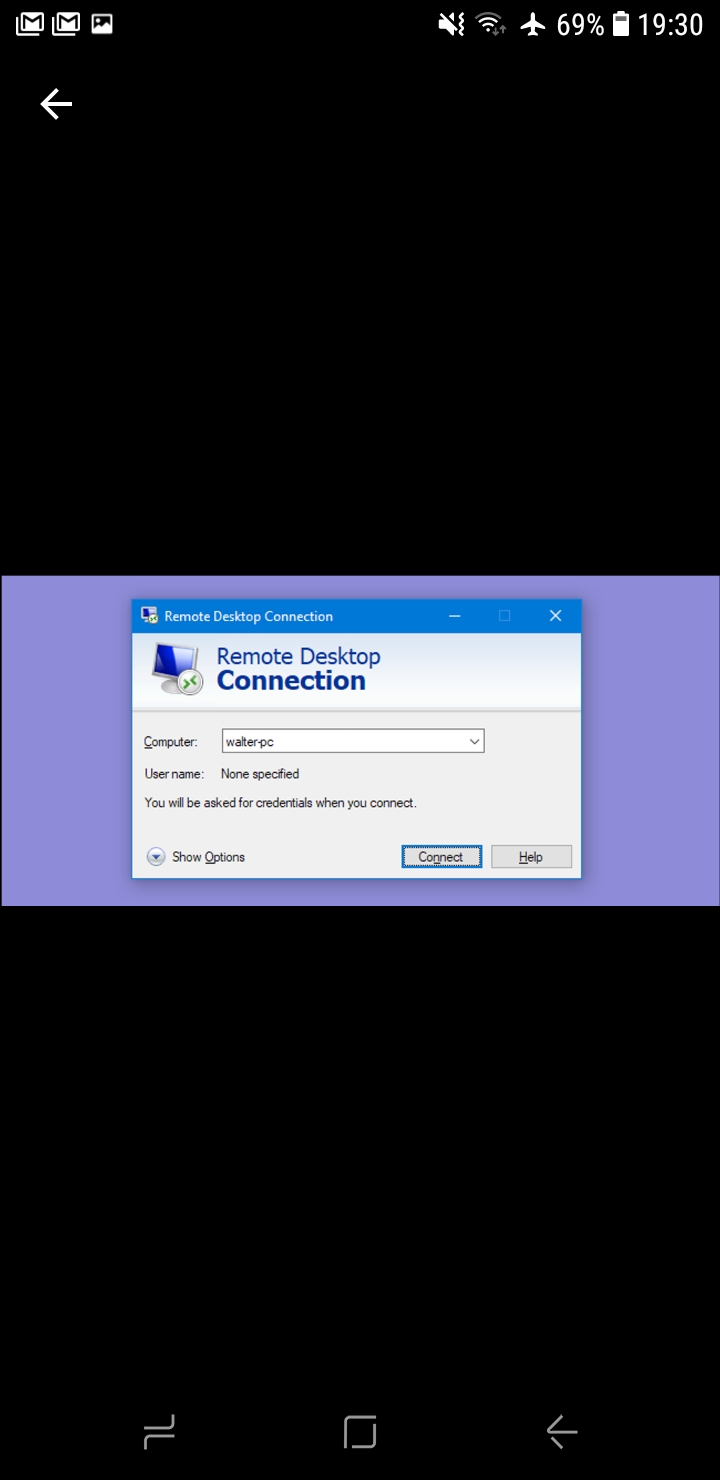 69% 19:30
Remote Desktop Connection
Remote Desktop
Connection
Computer: walter-pc
User name: None specified
You will be asked for credentials when you connect.
Show Options Connect Help